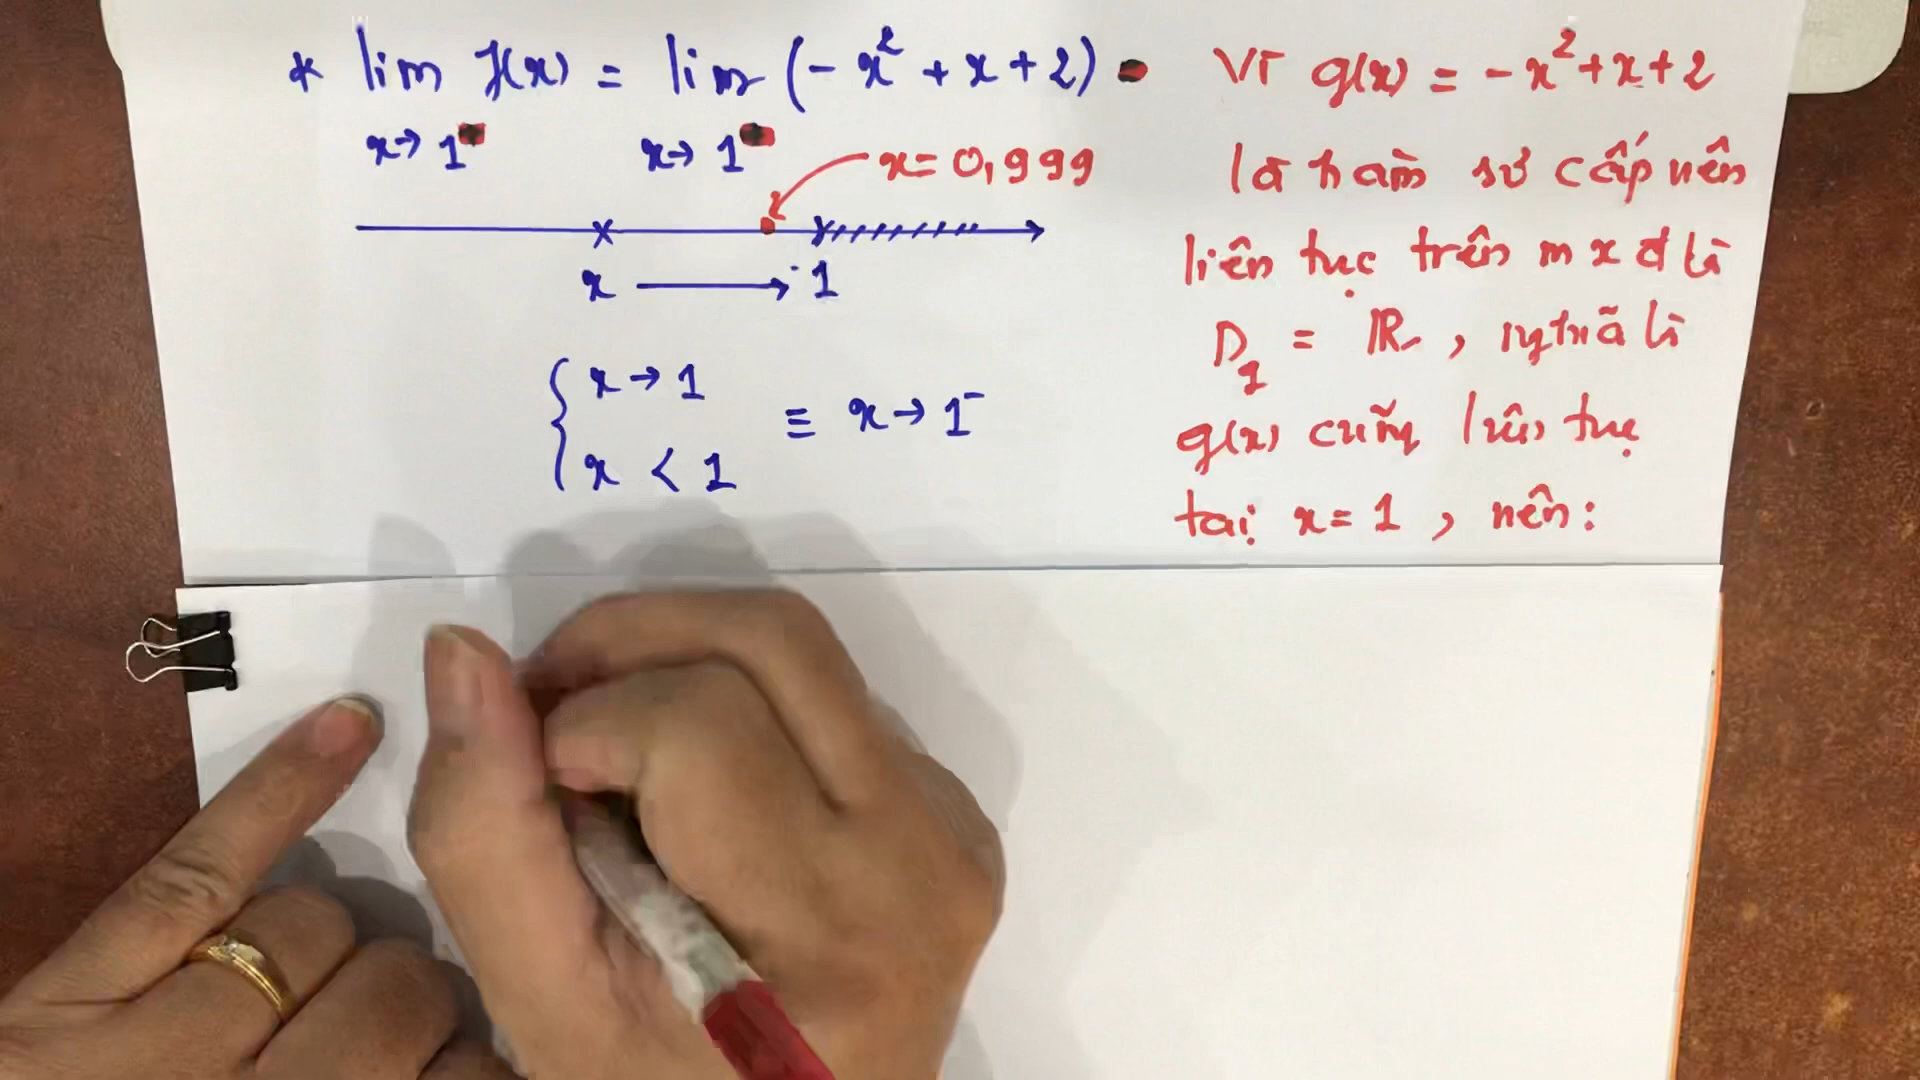 * lim f(x) = lim (-x² + x + 2)
x→1 x→1
x = 0,999
x → 1
{ x → 1
x < 1 ≡ x → 1⁻
Vì g(x) = -x² + x + 2
là hàm sơ cấp nên
liên tục trên mxđ là
D_g = ℝ, nghĩa là
g(x) cũng liên tục
tại x = 1, nên: